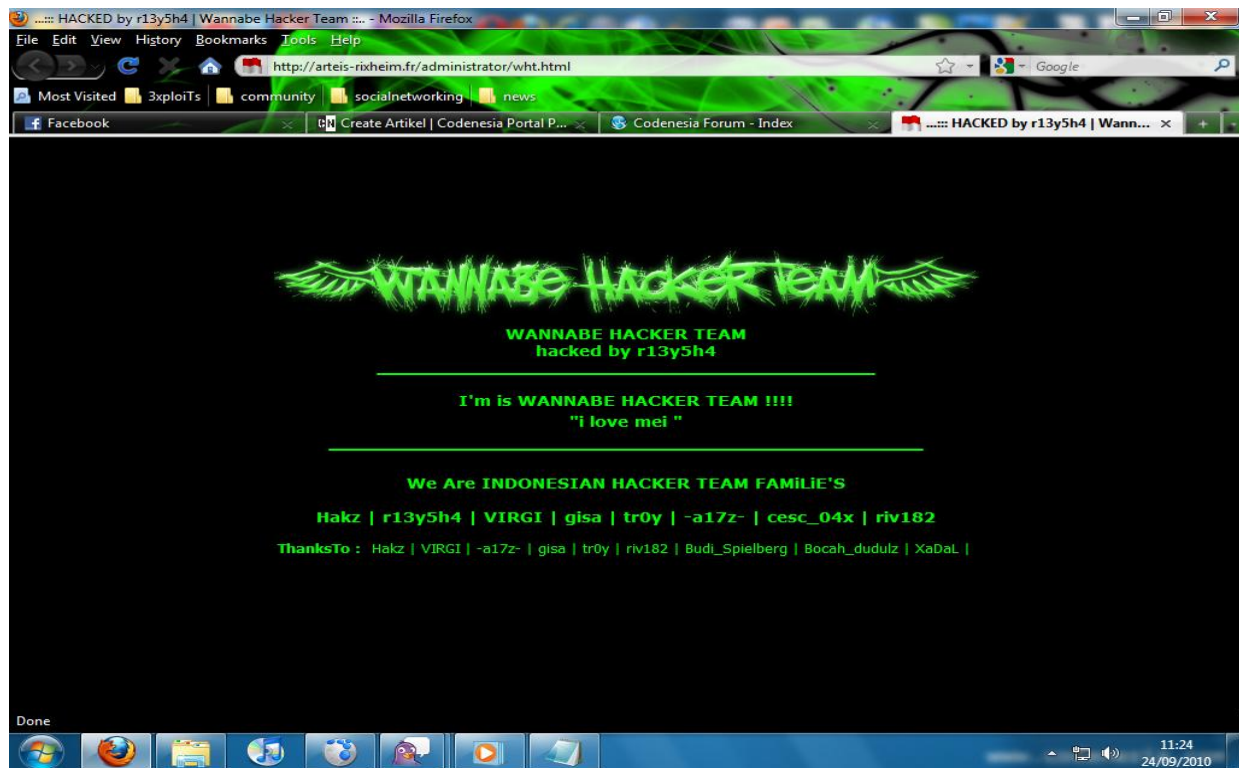 ...::: HACKED by r13y5h4 | Wannabe Hacker Team ::.. - Mozilla Firefox
File Edit View History Bookmarks Tools Help
http://arteis-rixheim.fr/administrator/wht.html
Google
Most Visited 3xploiTs community socialnetworking news
Facebook
Create Artikel | Codenesia Portal P...
Codenesia Forum - Index
...::: HACKED by r13y5h4 | Wann...
WANNABE HACKER TEAM
WANNABE HACKER TEAM
hacked by r13y5h4
I'm is WANNABE HACKER TEAM !!!!
"i love mei "
We Are INDONESIAN HACKER TEAM FAMiLiE'S
Hakz | r13y5h4 | VIRGI | gisa | tr0y | -a17z- | cesc_04x | riv182
ThanksTo : Hakz | VIRGI | -a17z- | gisa | tr0y | riv182 | Budi_Spielberg | Bocah_dudulz | XaDaL |
Done
11:24
24/09/2010